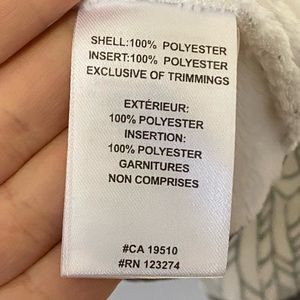 SHELL:100% POLYESTER
INSERT:100% POLYESTER
EXCLUSIVE OF TRIMMINGS
EXTÉRIEUR:
100% POLYESTER
INSERTION:
100% POLYESTER
GARNITURES
NON COMPRISES
#CA 19510
#RN 123274